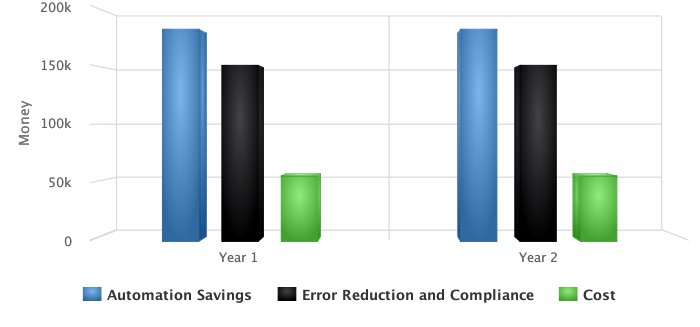 200k
150k
100k
50k
0
Money
Year 1 Year 2
Automation Savings Error Reduction and Compliance Cost